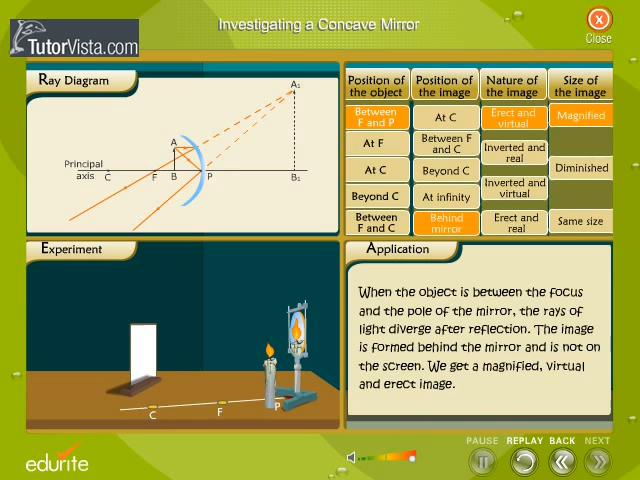 Investigating a Concave Mirror
Close
TutorVista.com
Ray Diagram
A1
A
Principal
axis
C
F
B
P
B1
Position of
the object
Position of
the image
Nature of
the image
Size of
the image
Between
F and P
At C
Erect and
virtual
Magnified
At F
Between F
and C
Inverted and
real
At C
Beyond C
Diminished
Inverted and
virtual
Beyond C
At infinity
Between
F and C
Behind
mirror
Erect and
real
Same size
Experiment
C
F
P
Application
When the object is between the focus
and the pole of the mirror, the rays of
light diverge after reflection. The image
is formed behind the mirror and is not on
the screen. We get a magnified, virtual
and erect image.
edurite
PAUSE REPLAY BACK NEXT